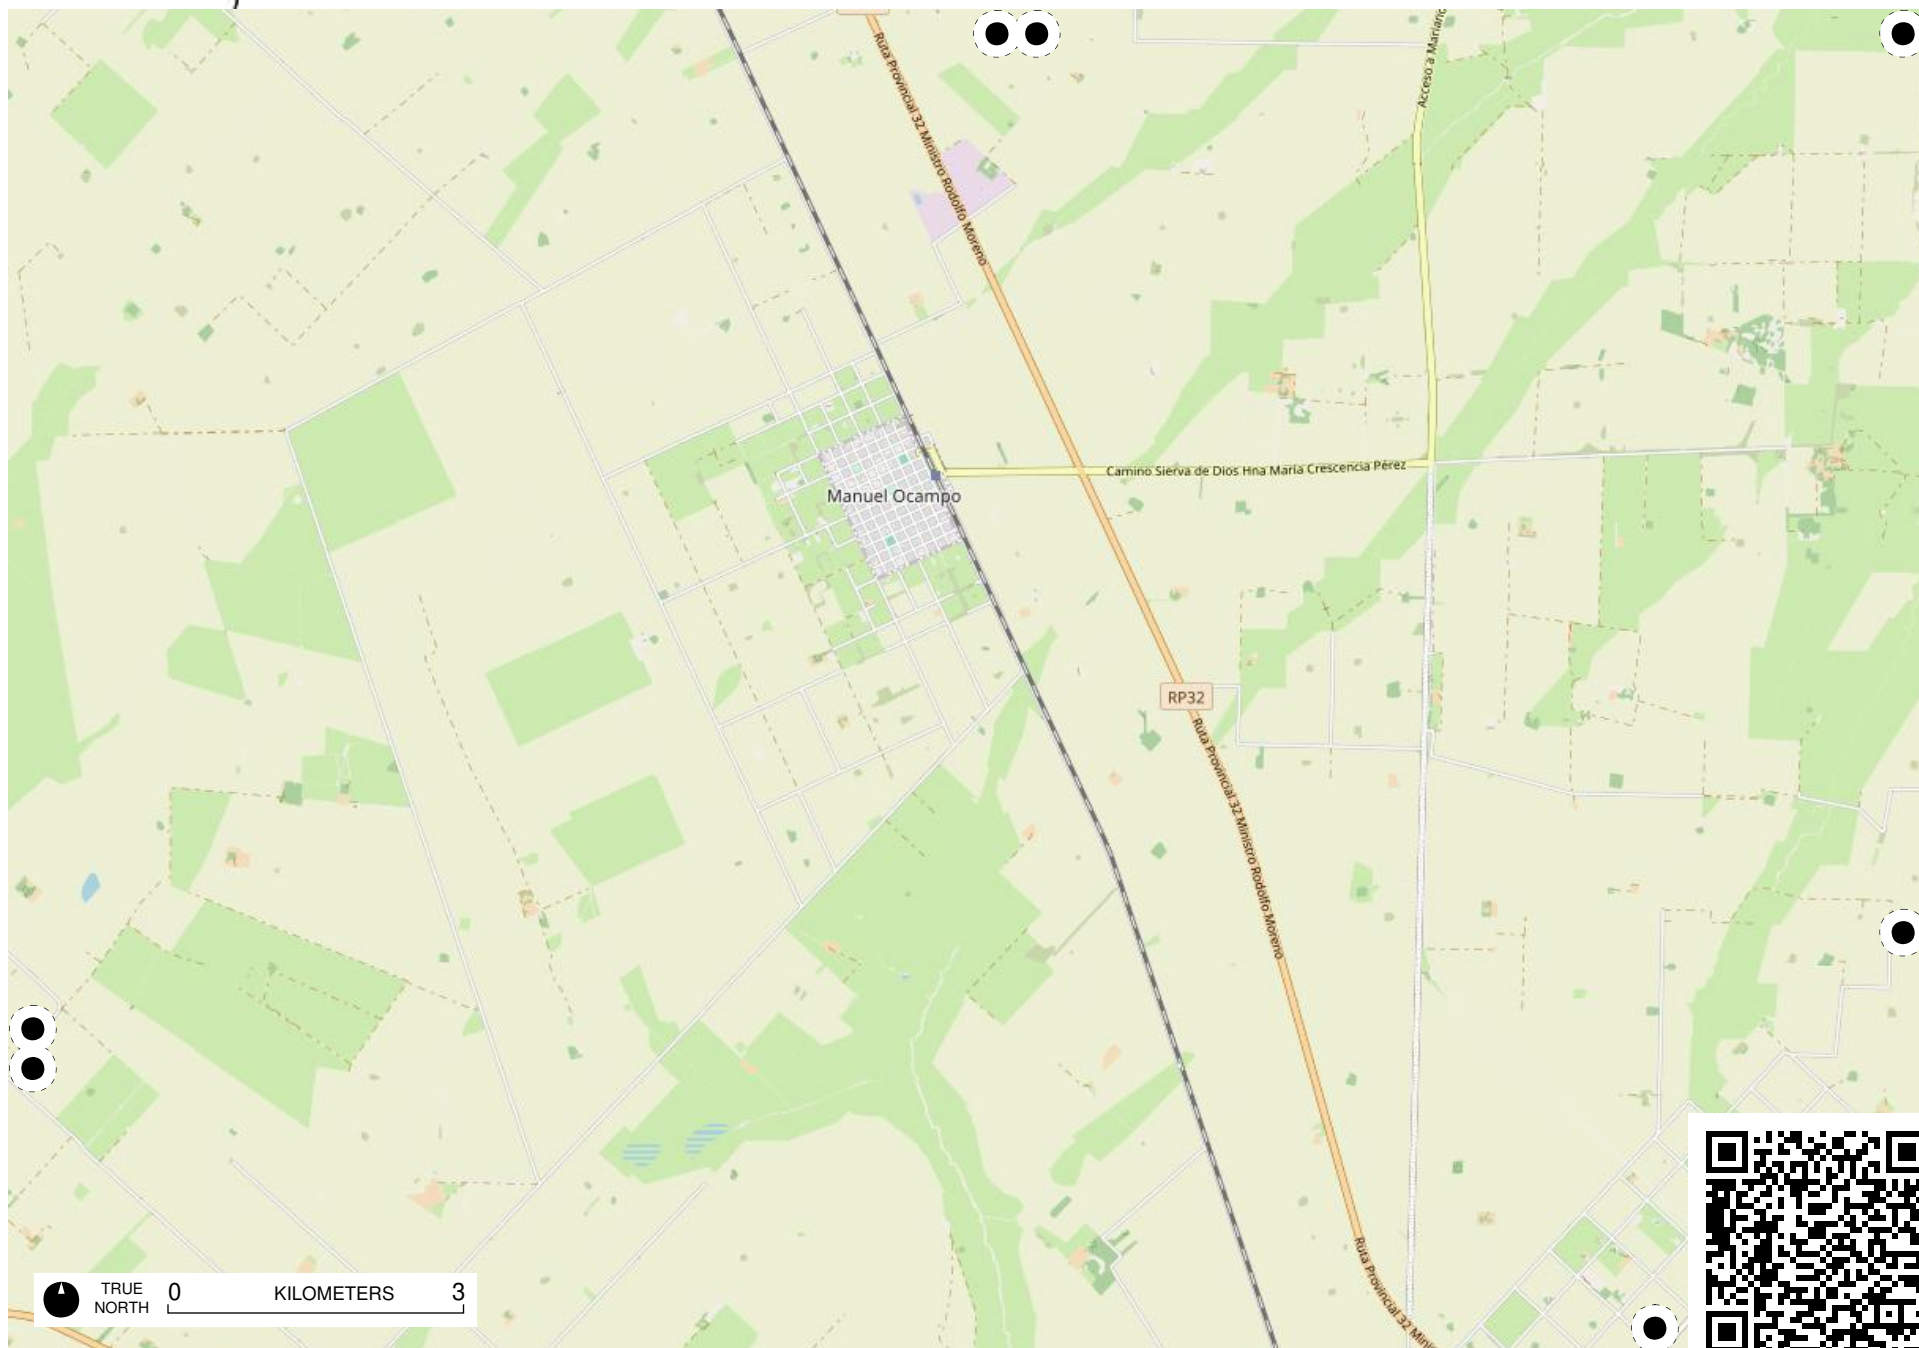 Ruta Provincial 32 Ministro Rodolfo Moreno
Acceso a Mariano
Camino Sierva de Dios Hna María Crescencia Pérez
Manuel Ocampo
RP32
Ruta Provincial 32 Ministro Rodolfo Moreno
Ruta Provincial 32 Mini
TRUE
NORTH
0 KILOMETERS 3